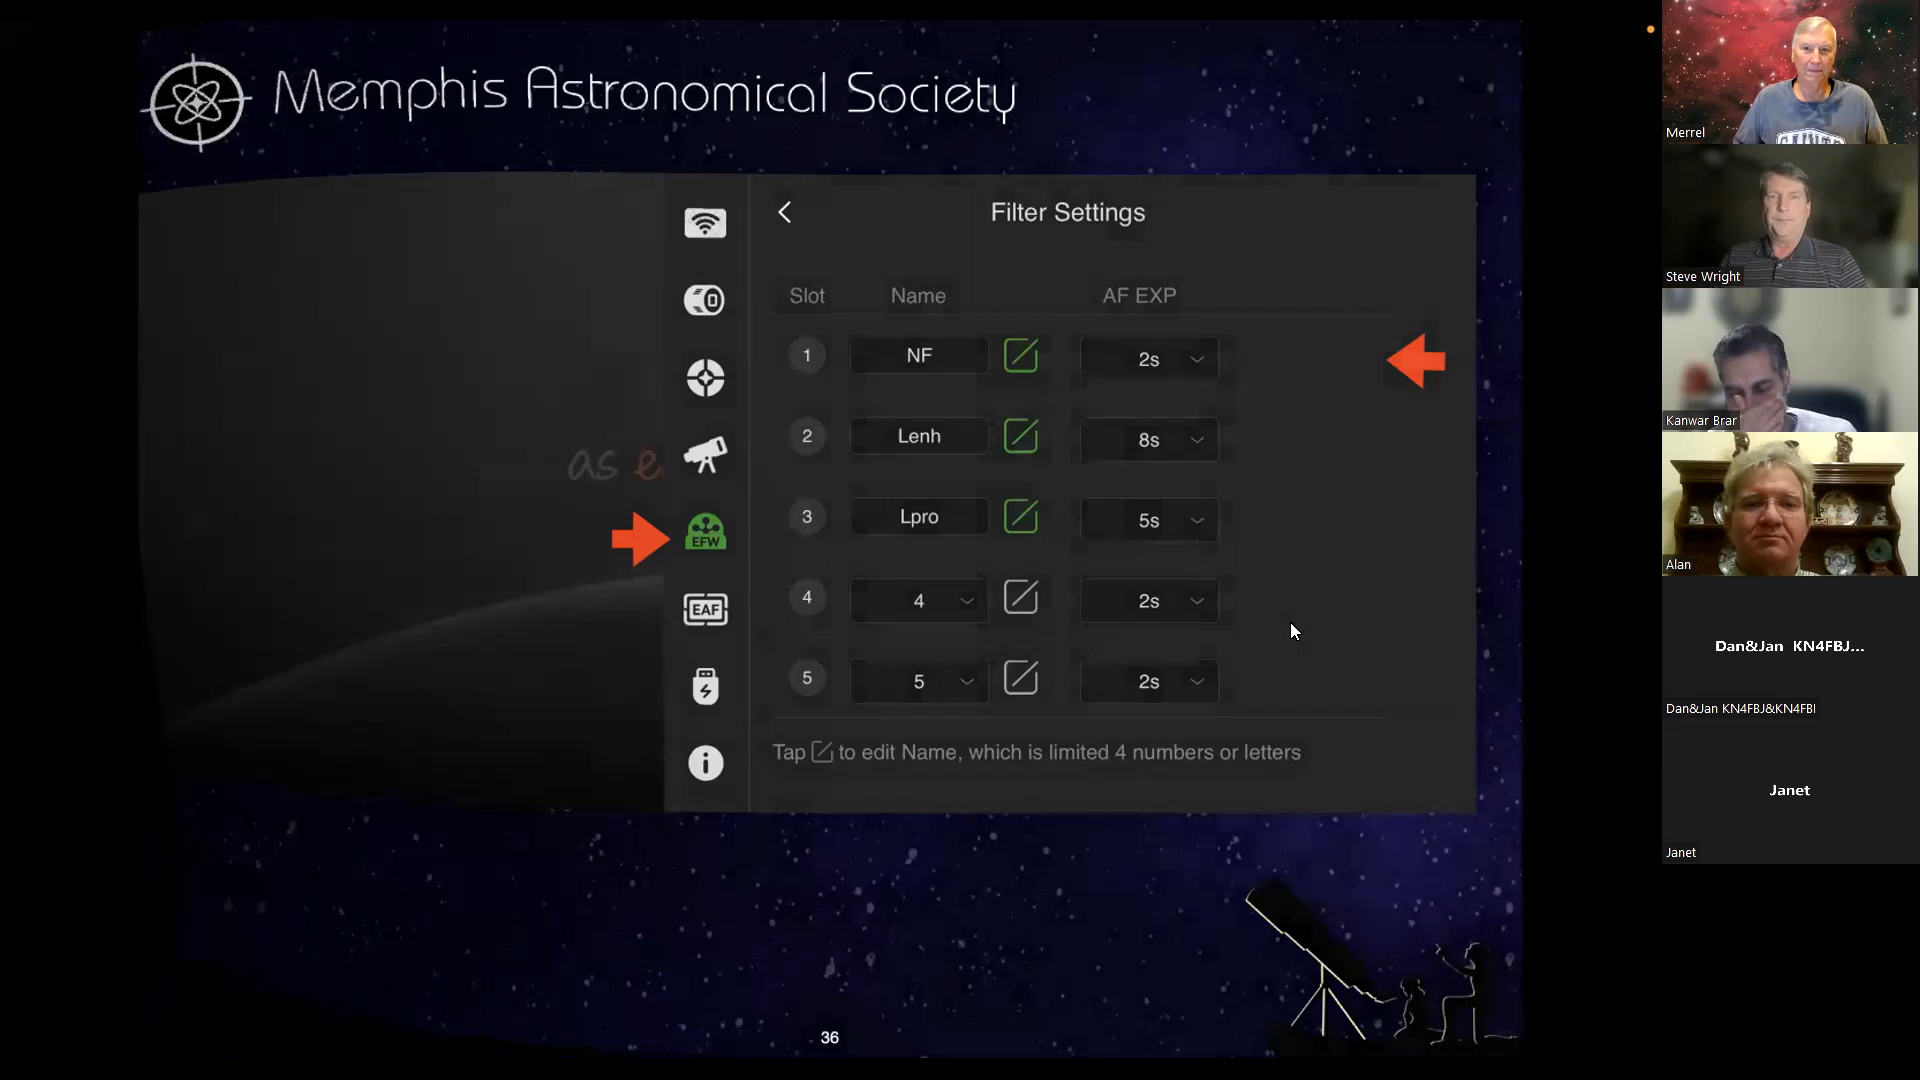 Memphis Astronomical Society
Filter Settings
Slot Name AF EXP
1 NF 2s
2 Lenh 8s
3 Lpro 5s
4 4 2s
5 5 2s
Tap to edit Name, which is limited 4 numbers or letters
as e
EFW
EAF
36
Merrel
Steve Wright
Kanwar Brar
Alan
Dan&Jan KN4FBJ...
Dan&Jan KN4FBJ&KN4FBI
Janet
Janet